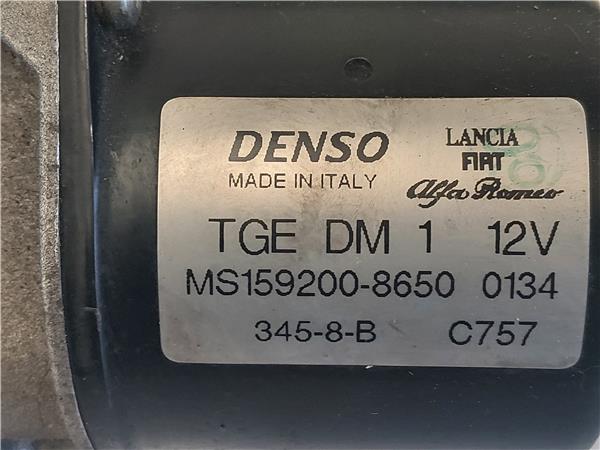 DENSO
MADE IN ITALY
LANCIA
FIAT
Alfa Romeo
TGE DM 1 12V
MS159200-8650 0134
345-8-B C757